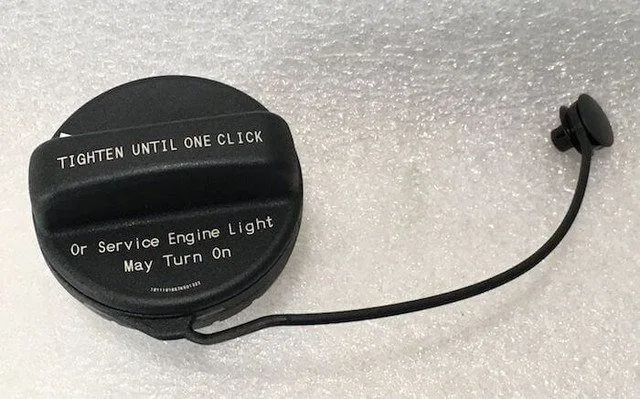 TIGHTEN UNTIL ONE CLICK
Or Service Engine Light
May Turn On